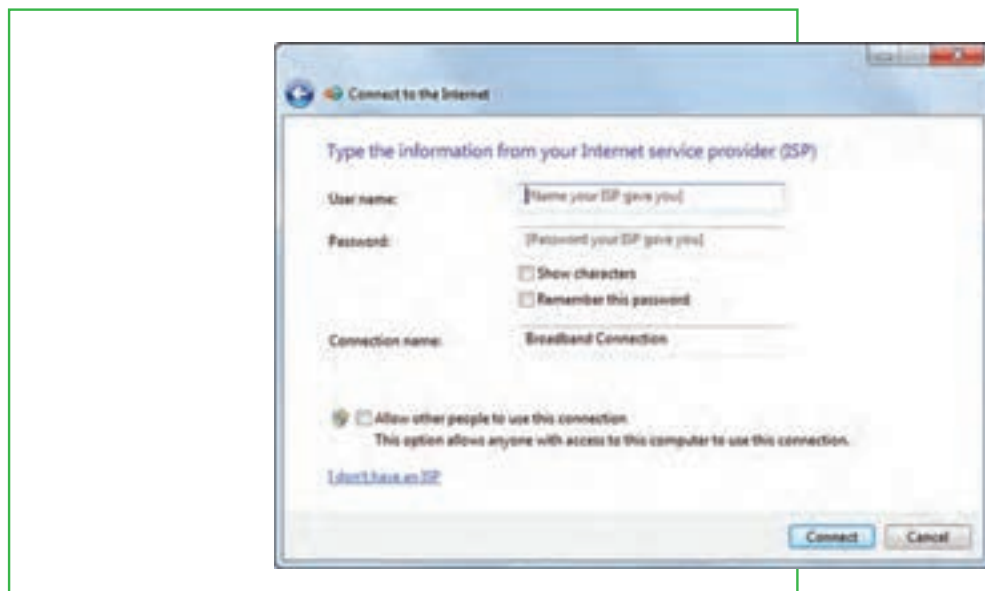 Connect to the Internet
Type the information from your Internet service provider (ISP)
User name: [Name your ISP gave you]
Password: [Password your ISP gave you]
Show characters
Remember this password
Connection name: Broadband Connection
Allow other people to use this connection
This option allows anyone with access to this computer to use this connection.
I don't have an ISP
Connect Cancel